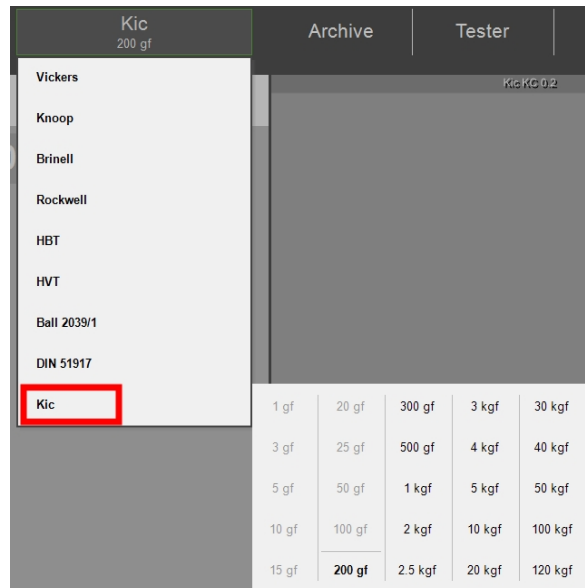 Kic
200 gf
Archive
Tester
Kic KG 0.2
Vickers
Knoop
Brinell
Rockwell
HBT
HVT
Ball 2039/1
DIN 51917
Kic
1 gf 20 gf 300 gf 3 kgf 30 kgf
3 gf 25 gf 500 gf 4 kgf 40 kgf
5 gf 50 gf 1 kgf 5 kgf 50 kgf
10 gf 100 gf 2 kgf 10 kgf 100 kgf
15 gf 200 gf 2.5 kgf 20 kgf 120 kgf